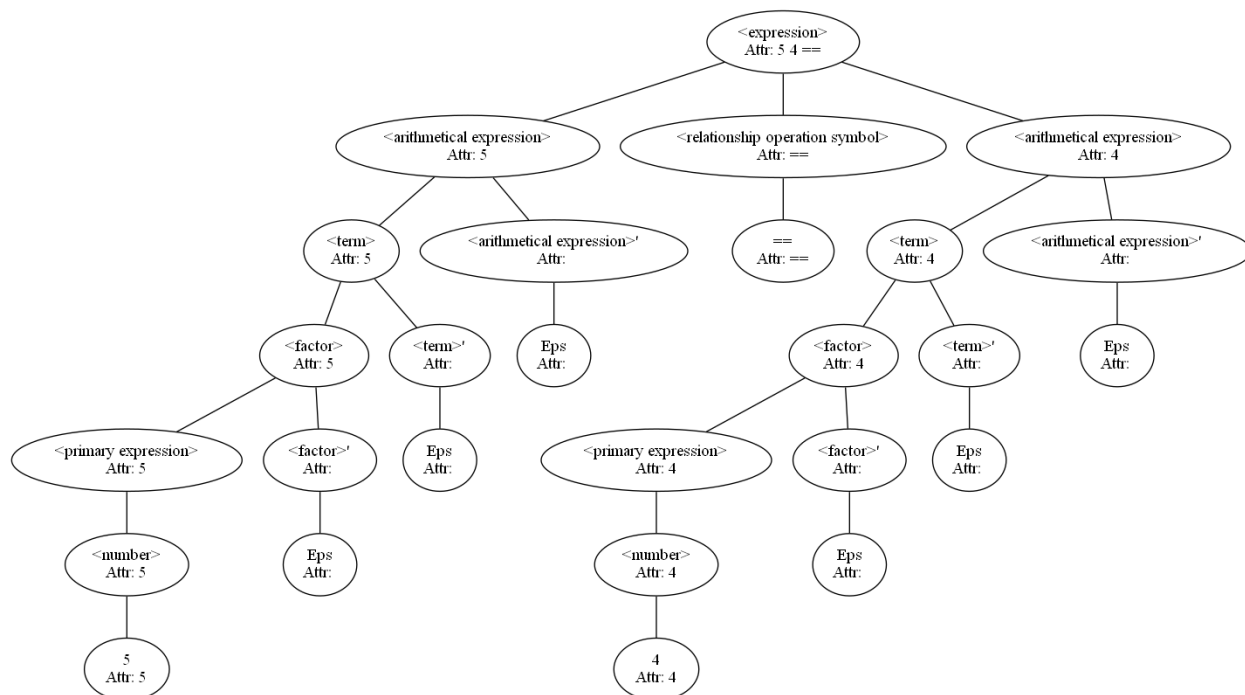 <expression>
Attr: 5 4 ==
<arithmetical expression>
Attr: 5
<relationship operation symbol>
Attr: ==
<arithmetical expression>
Attr: 4
<term>
Attr: 5
<arithmetical expression>'
Attr:
==
Attr: ==
<term>
Attr: 4
<arithmetical expression>'
Attr:
<factor>
Attr: 5
<term>'
Attr:
Eps
Attr:
<factor>
Attr: 4
<term>'
Attr:
Eps
Attr:
<primary expression>
Attr: 5
<factor>'
Attr:
Eps
Attr:
<primary expression>
Attr: 4
<factor>'
Attr:
Eps
Attr:
<number>
Attr: 5
Eps
Attr:
<number>
Attr: 4
Eps
Attr:
5
Attr: 5
4
Attr: 4